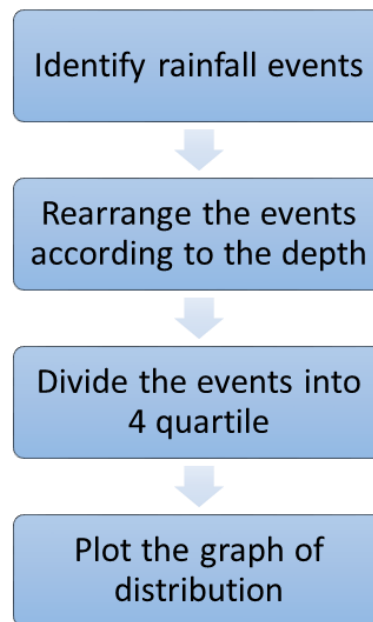 Identify rainfall events
Rearrange the events
according to the depth
Divide the events into
4 quartile
Plot the graph of
distribution